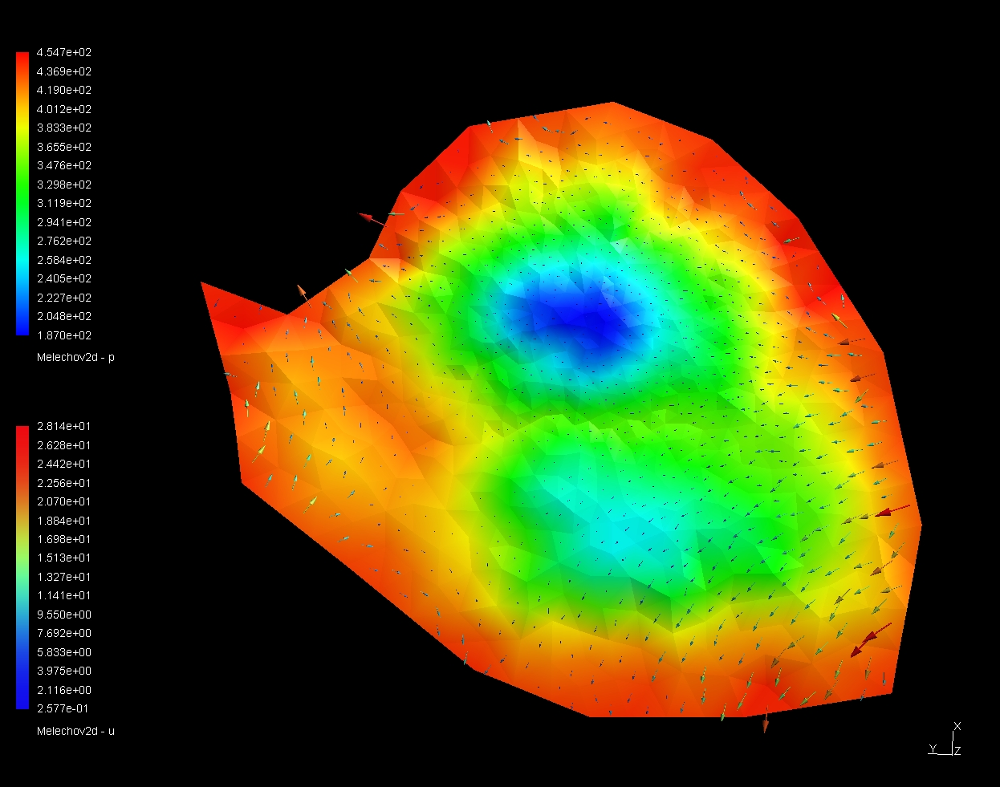 4.547e+02
4.369e+02
4.190e+02
4.012e+02
3.833e+02
3.655e+02
3.476e+02
3.298e+02
3.119e+02
2.941e+02
2.762e+02
2.584e+02
2.405e+02
2.227e+02
2.048e+02
1.870e+02
Melechov2d - p
2.814e+01
2.628e+01
2.442e+01
2.256e+01
2.070e+01
1.884e+01
1.698e+01
1.513e+01
1.327e+01
1.141e+01
9.550e+00
7.692e+00
5.833e+00
3.975e+00
2.116e+00
2.577e-01
Melechov2d - u
X
Y
Z